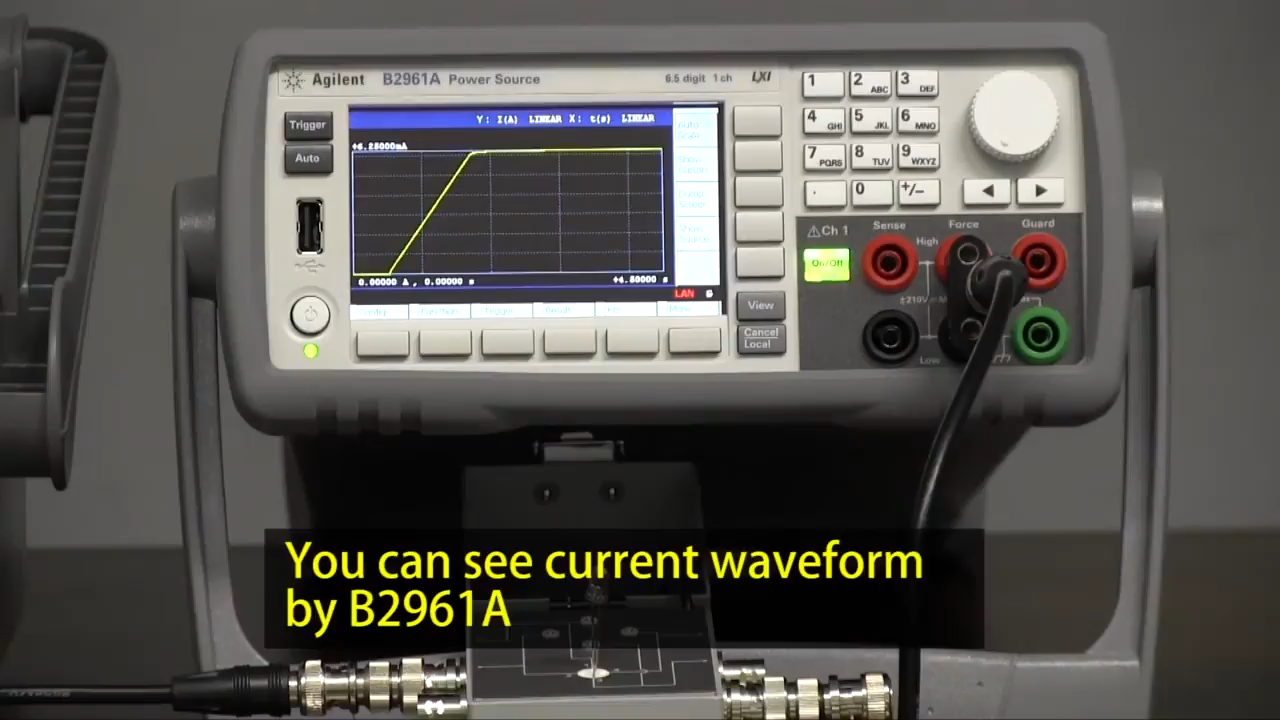 Agilent B2961A Power Source 6.5 digit 1 ch LXI
Trigger
Auto
Y: I(A) LINEAR X: t(s) LINEAR
+6.25000mA
0.00000 A , 0.00000 s +4.50000 s
LAN
View
Cancel
Local
1 2 ABC 3 DEF
4 GHI 5 JKL 6 MNO
7 PQRS 8 TUV 9 WXYZ
. 0 +/–
Ch 1 Sense Force Guard
On/Off
High
±210V
Low
You can see current waveform
by B2961A